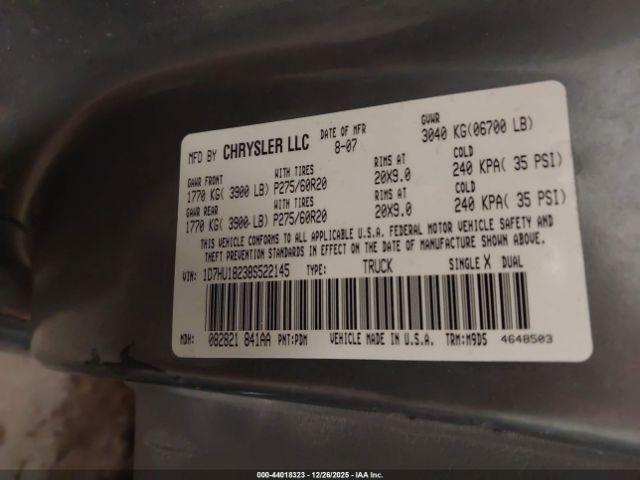 MFD BY CHRYSLER LLC DATE OF MFR 8-07 GVWR 3040 KG(06700 LB)
GAWR FRONT WITH TIRES RIMS AT COLD
1770 KG( 3900 LB) P275/60R20 20X9.0 240 KPA( 35 PSI)
GAWR REAR WITH TIRES RIMS AT COLD
1770 KG( 3900 LB) P275/60R20 20X9.0 240 KPA( 35 PSI)
THIS VEHICLE CONFORMS TO ALL APPLICABLE U.S.A. FEDERAL MOTOR VEHICLE SAFETY AND
THEFT PREVENTION STANDARDS IN EFFECT ON THE DATE OF MANUFACTURE SHOWN ABOVE.
VIN: 1D7HU18238S522145 TYPE: TRUCK SINGLE X DUAL
MDH: 082821 841AA PNT:PDM VEHICLE MADE IN U.S.A. TRM:M9D5 4648503
000-44018323 - 12/26/2025 - IAA Inc.